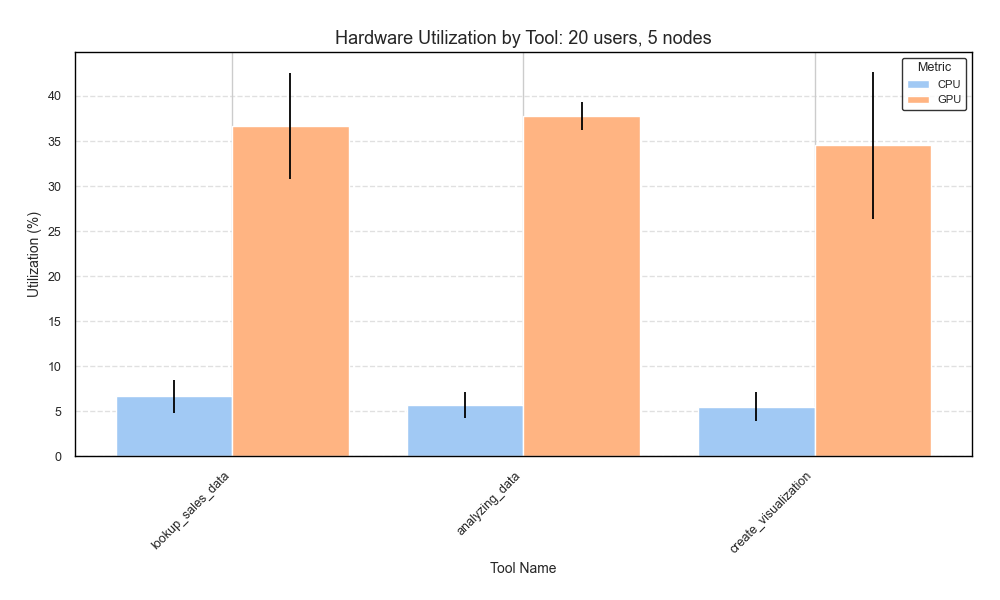 Hardware Utilization by Tool: 20 users, 5 nodes
Metric
CPU
GPU
Utilization (%)
40
35
30
25
20
15
10
5
0
lookup_sales_data
analyzing_data
create_visualization
Tool Name